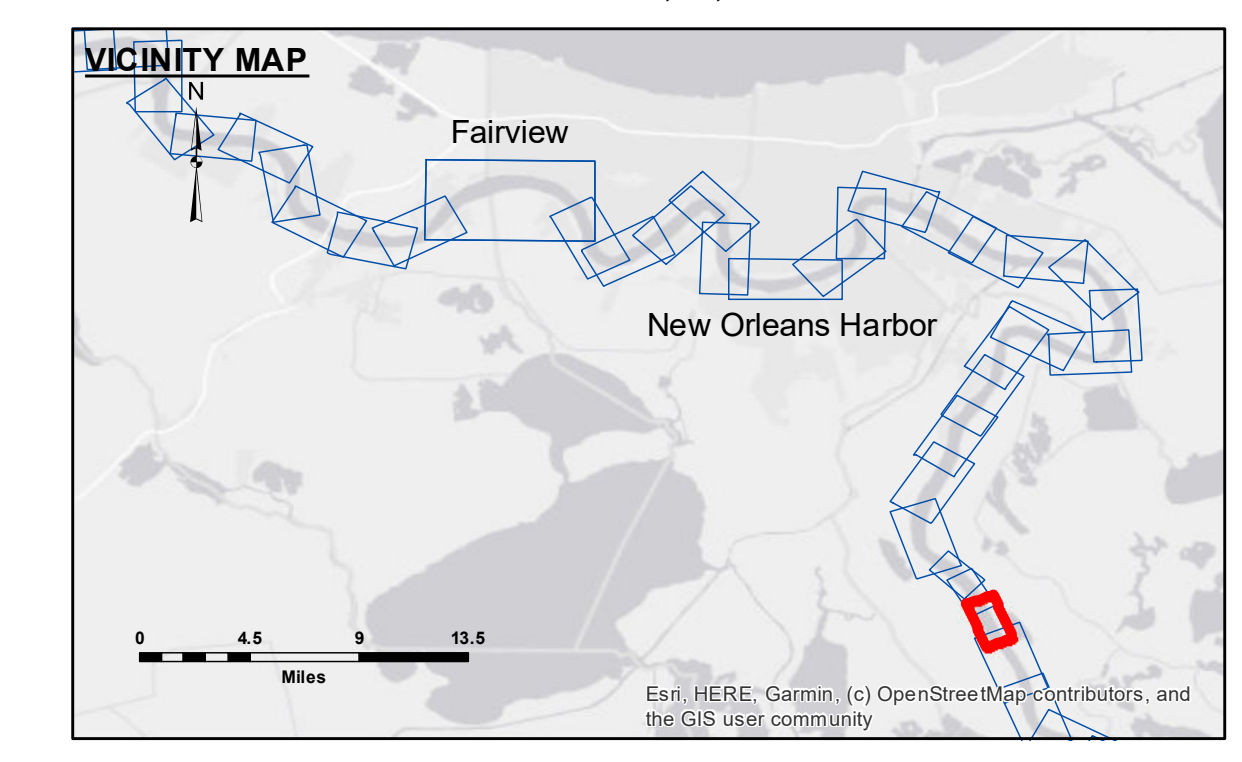 VICINITY MAP
N
Fairview
New Orleans Harbor
0 4.5 9 13.5
Miles
Esri, HERE, Garmin, (c) OpenStreetMap contributors, and
the GIS user community